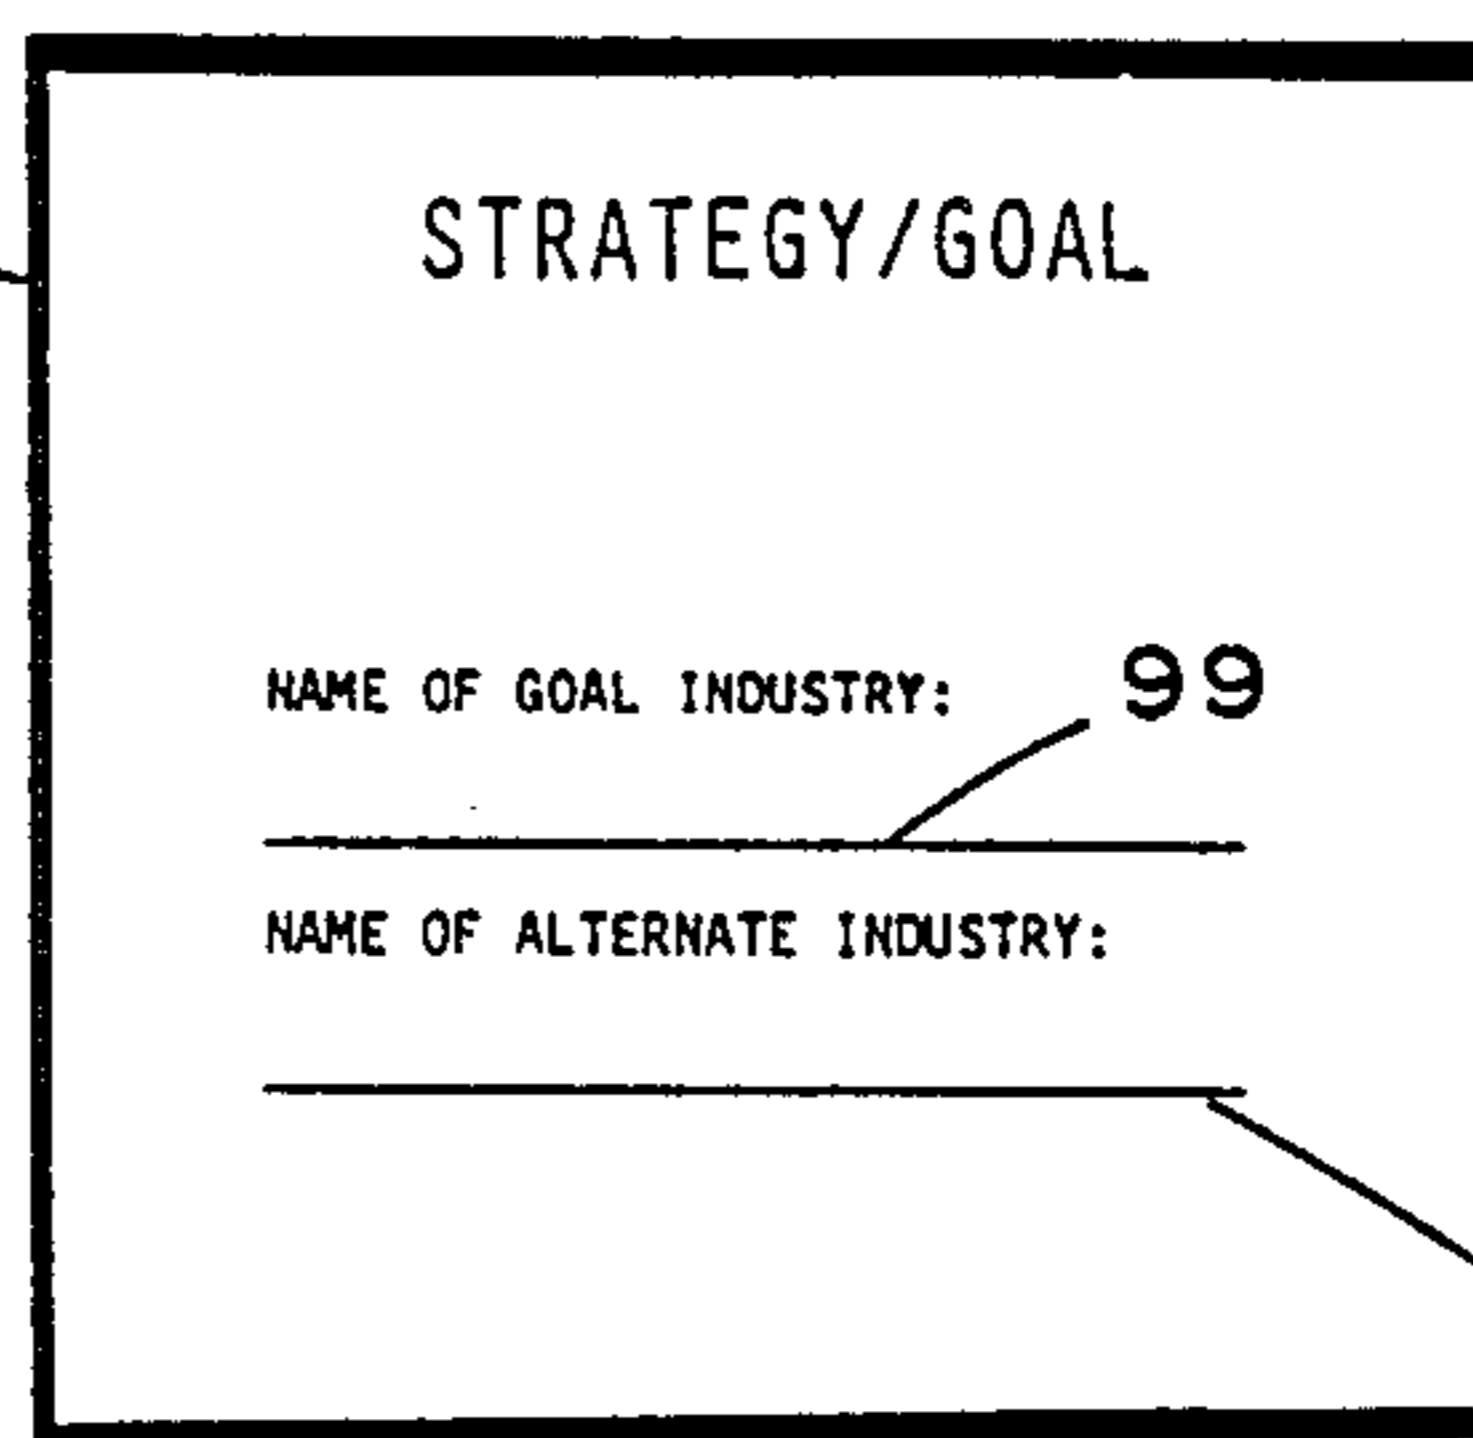 STRATEGY/GOAL
NAME OF GOAL INDUSTRY: 99
NAME OF ALTERNATE INDUSTRY: